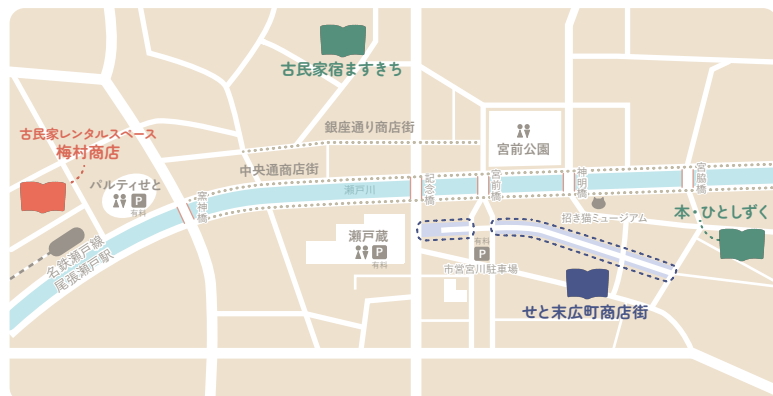 古民家宿ますきち
古民家レンタルスペース
梅村商店
銀座通り商店街
宮前公園
中央通商店街
瀬戸川
パルティせと
P
有料
窯神橋
記念橋
宮前橋
神明橋
宮脇橋
招き猫ミュージアム
本・ひとしずく
瀬戸蔵
P
有料
有料
P
市営宮川駐車場
名鉄瀬戸線
尾張瀬戸駅
せと末広町商店街